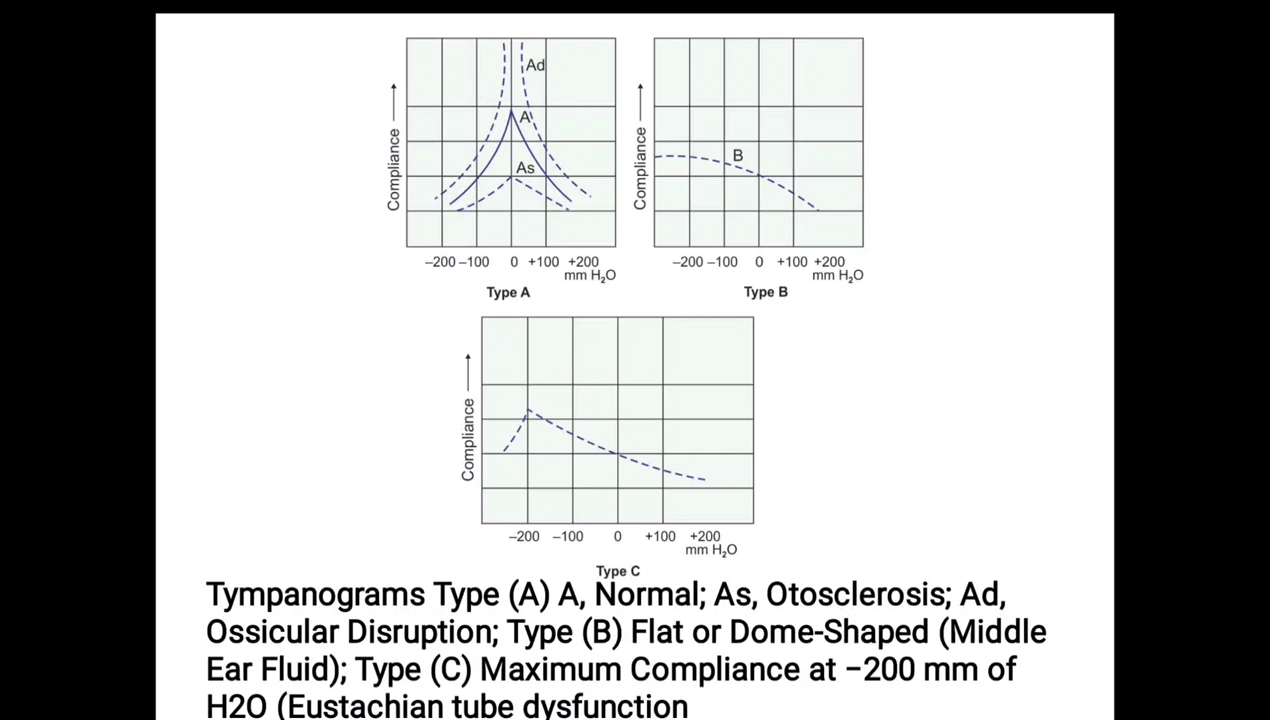 Ad
A
As
Compliance
–200 –100 0 +100 +200
mm H₂O
Type A
B
Compliance
–200 –100 0 +100 +200
mm H₂O
Type B
Compliance
–200 –100 0 +100 +200
mm H₂O
Type C
Tympanograms Type (A) A, Normal; As, Otosclerosis; Ad,
Ossicular Disruption; Type (B) Flat or Dome-Shaped (Middle
Ear Fluid); Type (C) Maximum Compliance at −200 mm of
H2O (Eustachian tube dysfunction